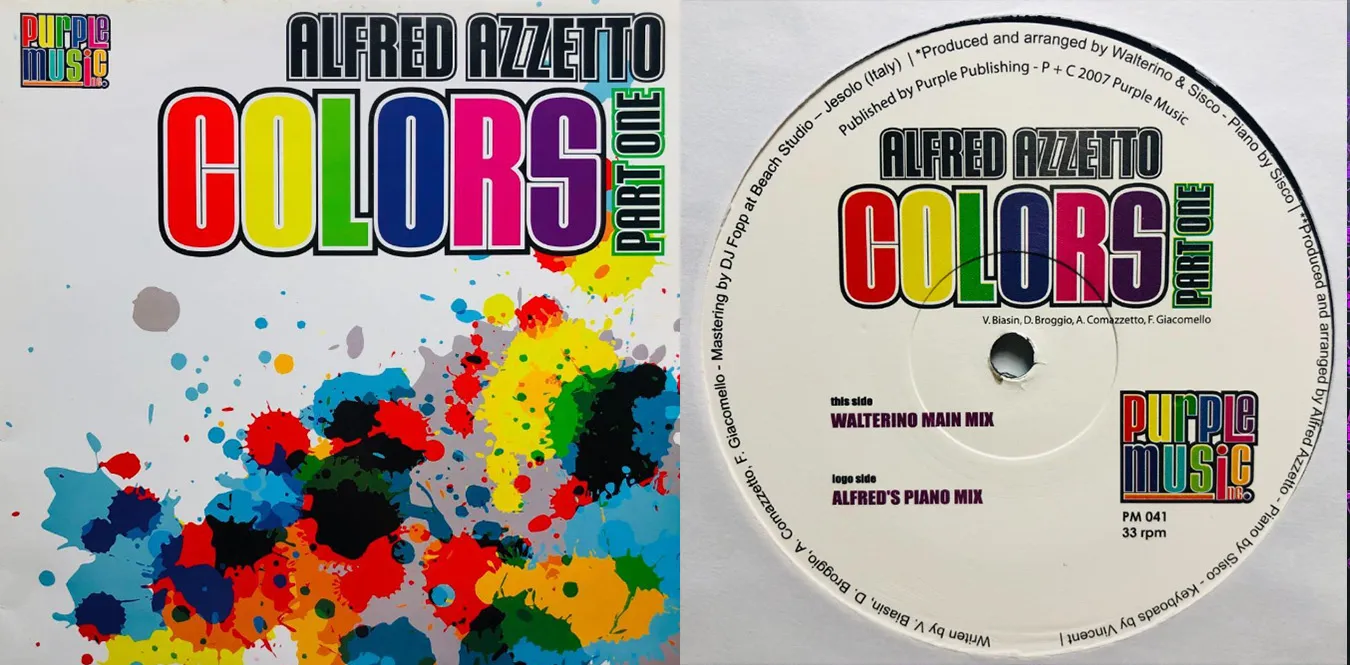 purple
music
inc.
ALFRED AZZETTO
COLORS
PART ONE
Writen by V. Biasin, D. Broggio, A. Comazzetto, F. Giacomello - Mastering by DJ Fopp at Beach Studio – Jesolo (Italy) | *Produced and arranged by Walterino & Sisco - Piano by Sisco | **Produced and arranged by Alfred Azzetto - Piano by Sisco - Keyboads by Vincent |
Published by Purple Publishing - P + C 2007 Purple Music
ALFRED AZZETTO
COLORS
PART ONE
V. Biasin, D. Broggio, A. Comazzetto, F. Giacomello
this side
WALTERINO MAIN MIX
logo side
ALFRED'S PIANO MIX
purple
music
inc.
PM 041
33 rpm